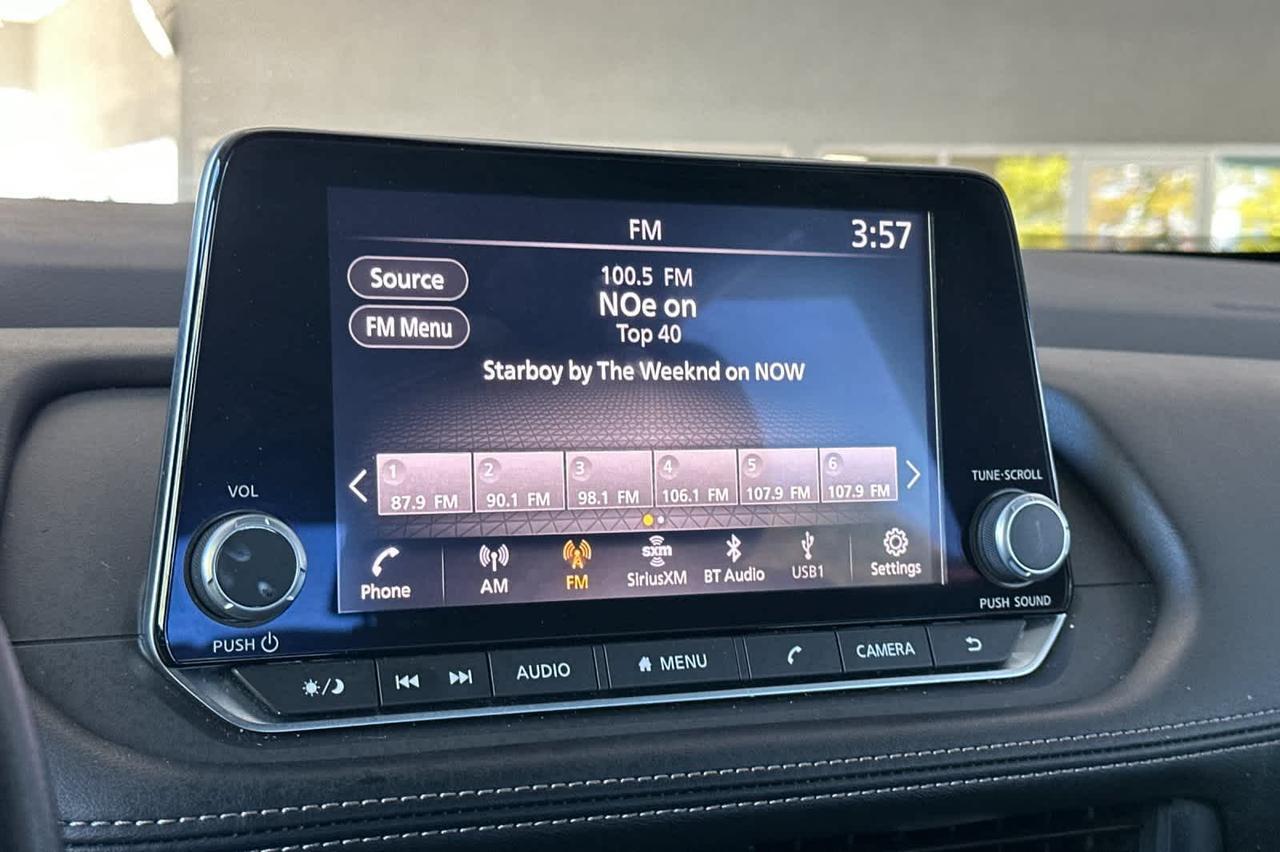 FM
3:57
Source
100.5 FM
NOe on
FM Menu
Top 40
Starboy by The Weeknd on NOW
1
2
3
4
5
6
87.9 FM
90.1 FM
98.1 FM
106.1 FM
107.9 FM
107.9 FM
Phone
AM
FM
sxm
SiriusXM
BT Audio
USB1
Settings
VOL
PUSH
TUNE·SCROLL
PUSH SOUND
AUDIO
MENU
CAMERA